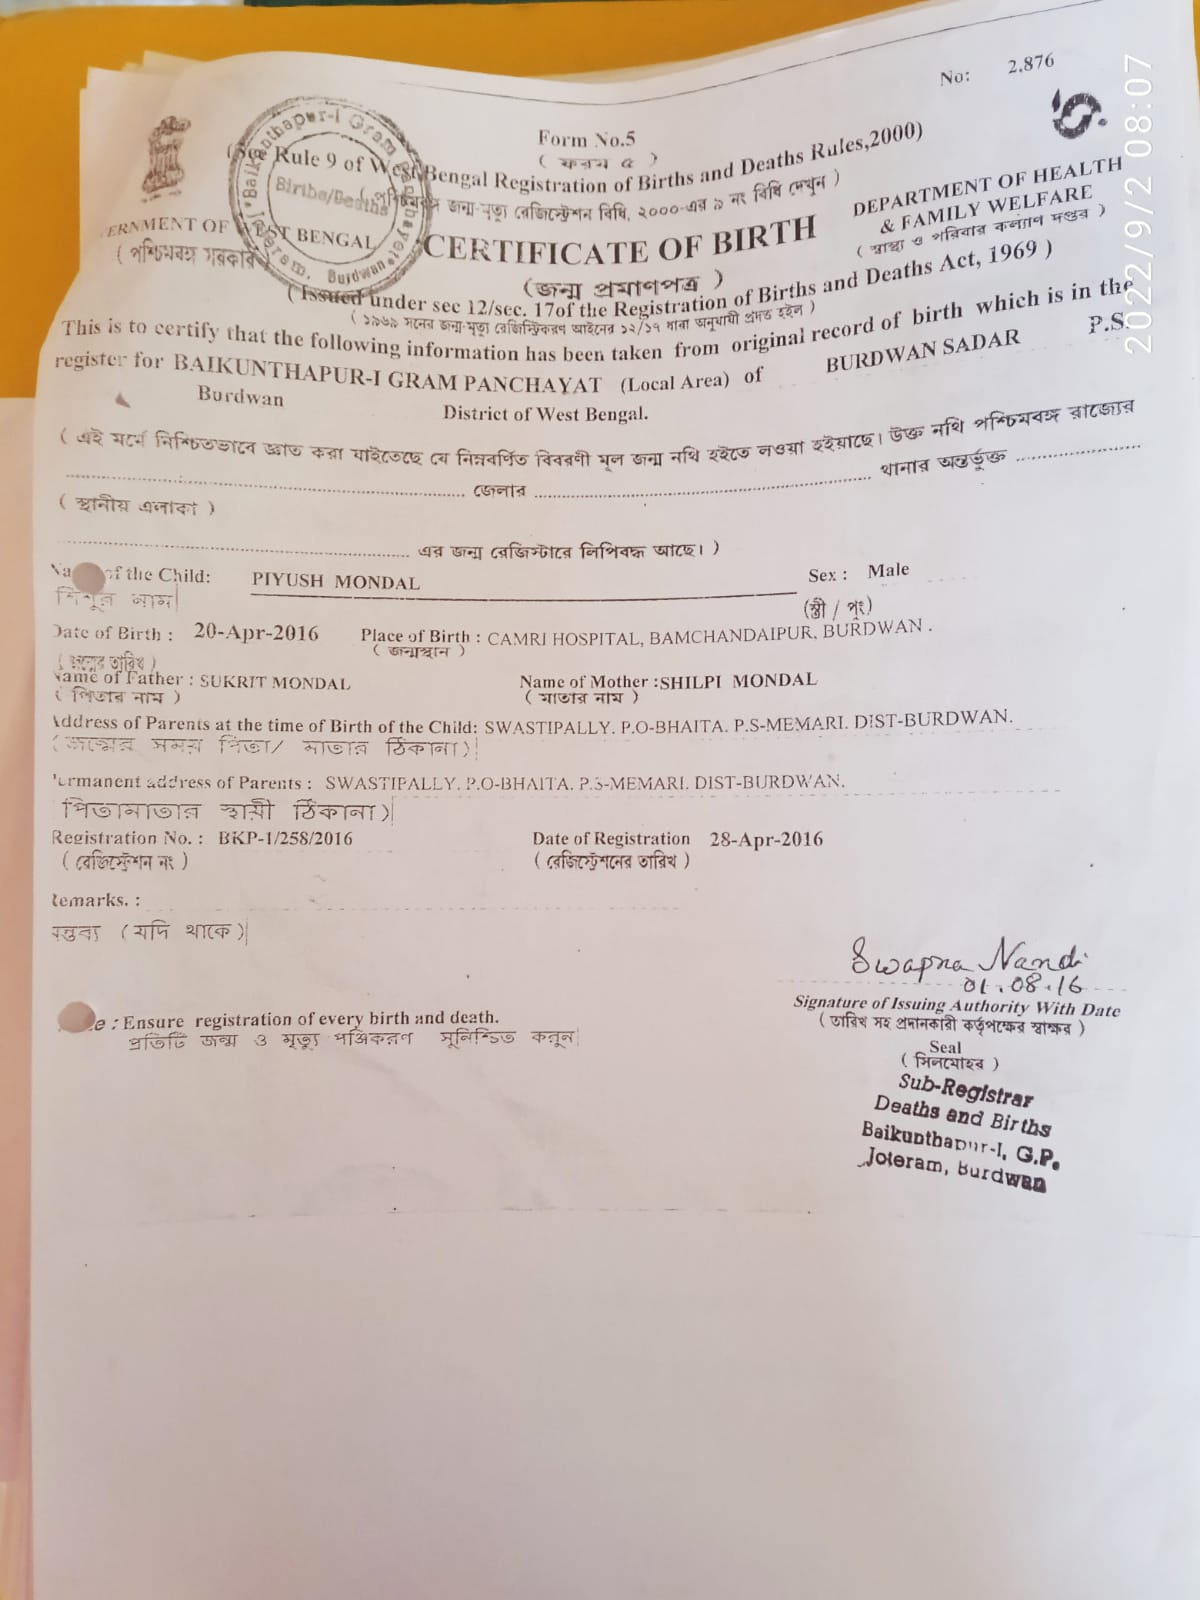 No: 2,876
Form No.5
( ফরম ৫ )
(See Rule 9 of West Bengal Registration of Births and Deaths Rules,2000)
(পশ্চিমবঙ্গ জন্ম-মৃত্যু রেজিস্ট্রেশন বিধি, ২০০০-এর ৯ নং বিধি দেখুন )
Baikunthapur-I Gram Panchayet
Births/Deaths
Joteram, Burdwan
ERNMENT OF WEST BENGAL
( পশ্চিমবঙ্গ সরকার )
DEPARTMENT OF HEALTH
& FAMILY WELFARE
( স্বাস্থ্য ও পরিবার কল্যাণ দপ্তর )
CERTIFICATE OF BIRTH
(জন্ম প্রমাণপত্র )
( Issued under sec 12/sec. 17of the Registration of Births and Deaths Act, 1969 )
( ১৯৬৯ সনের জন্ম-মৃত্যু রেজিস্ট্রিকরণ আইনের ১২/১৭ ধারা অনুযায়ী প্রদত্ত হইল )
This is to certify that the following information has been taken from original record of birth which is in the
register for BAIKUNTHAPUR-I GRAM PANCHAYAT (Local Area) of BURDWAN SADAR P.S.
Burdwan District of West Bengal.
( এই মর্মে নিশ্চিতভাবে জ্ঞাত করা যাইতেছে যে নিম্নবর্ণিত বিবরণী মূল জন্ম নথি হইতে লওয়া হইয়াছে। উক্ত নথি পশ্চিমবঙ্গ রাজ্যের
.................... জেলার .................... থানার অন্তর্ভুক্ত ....................
( স্থানীয় এলাকা )
.................... এর জন্ম রেজিস্টারে লিপিবদ্ধ আছে। )
Na of the Child: PIYUSH MONDAL Sex : Male
শিশুর নাম (স্ত্রী / পুং)
Date of Birth : 20-Apr-2016 Place of Birth : CAMRI HOSPITAL, BAMCHANDAIPUR, BURDWAN .
( জন্মের তারিখ ) ( জন্মস্থান )
Name of Father : SUKRIT MONDAL Name of Mother :SHILPI MONDAL
( পিতার নাম ) ( মাতার নাম )
Address of Parents at the time of Birth of the Child: SWASTIPALLY. P.O-BHAITA. P.S-MEMARI. DIST-BURDWAN.
(জন্মের সময় পিতা/ মাতার ঠিকানা)
Permanent address of Parents : SWASTIPALLY. P.O-BHAITA. P.S-MEMARI. DIST-BURDWAN.
পিতামাতার স্থায়ী ঠিকানা)
Registration No. : BKP-1/258/2016 Date of Registration 28-Apr-2016
( রেজিস্ট্রেশন নং ) ( রেজিস্ট্রেশনের তারিখ )
Remarks. :
মন্তব্য (যদি থাকে)
Swapna Nandi
01.08.16
Signature of Issuing Authority With Date
( তারিখ সহ প্রদানকারী কর্তৃপক্ষের স্বাক্ষর )
Seal
( সিলমোহর )
e : Ensure registration of every birth and death.
প্রতিটি জন্ম ও মৃত্যু পঞ্জিকরণ সুনিশ্চিত করুন
Sub-Registrar
Deaths and Births
Baikunthapur-I, G.P.
Joteram, Burdwan
2022/9/2 08:07